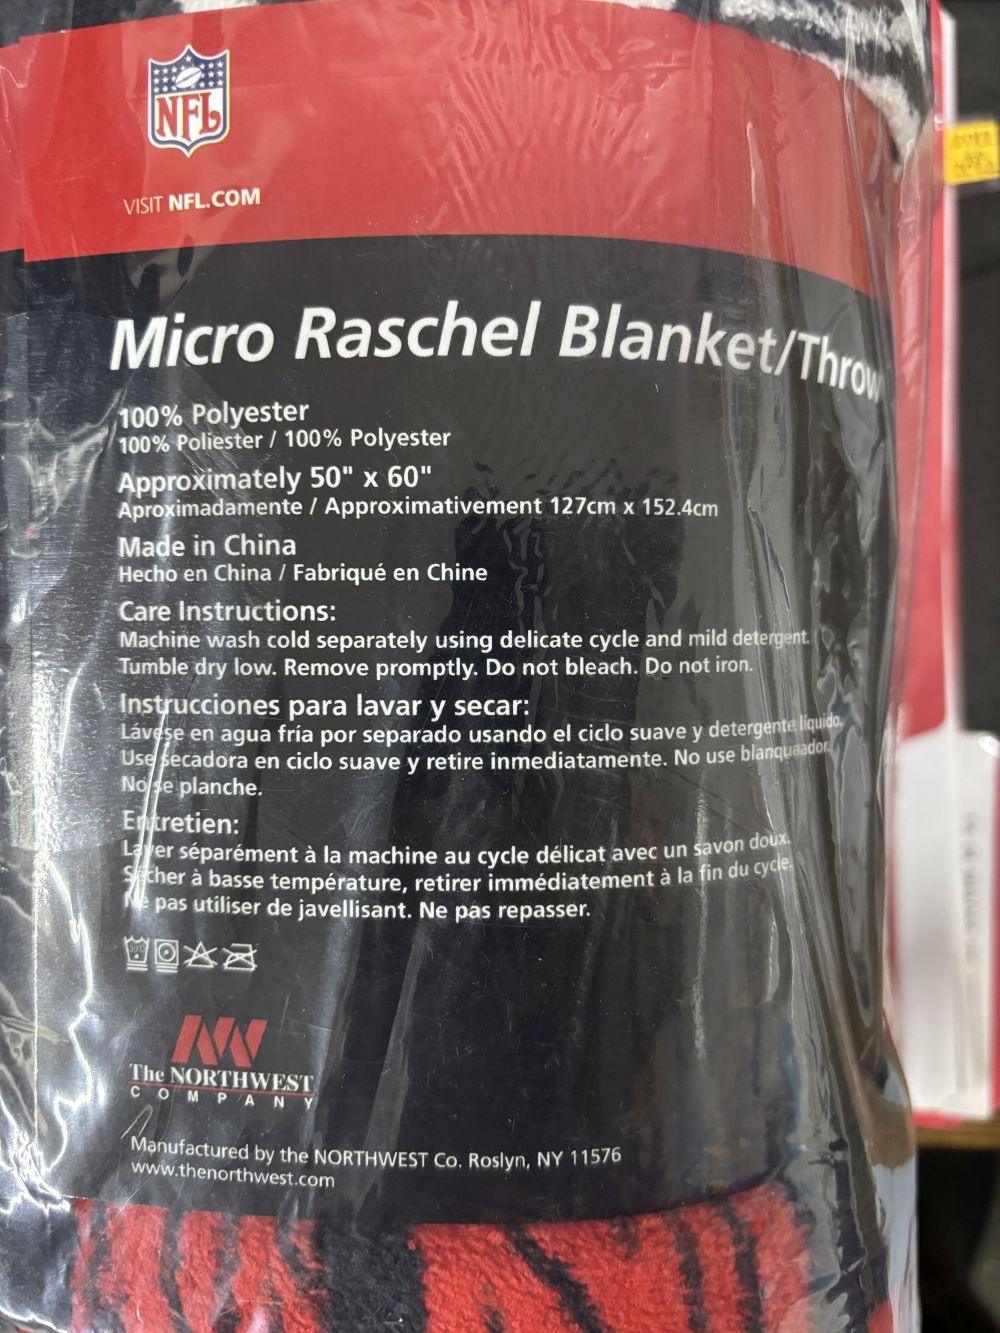 NFL
VISIT NFL.COM
Micro Raschel Blanket/Throw
100% Polyester
100% Poliester / 100% Polyester
Approximately 50" x 60"
Aproximadamente / Approximativement 127cm x 152.4cm
Made in China
Hecho en China / Fabriqué en Chine
Care Instructions:
Machine wash cold separately using delicate cycle and mild detergent.
Tumble dry low. Remove promptly. Do not bleach. Do not iron.
Instrucciones para lavar y secar:
Lávese en agua fría por separado usando el ciclo suave y detergente líquido.
Use secadora en ciclo suave y retire inmediatamente. No use blanqueador.
No se planche.
Entretien:
Laver séparément à la machine au cycle délicat avec un savon doux.
Sécher à basse température, retirer immédiatement à la fin du cycle.
Ne pas utiliser de javellisant. Ne pas repasser.
30°C
The NORTHWEST
COMPANY
Manufactured by the NORTHWEST Co. Roslyn, NY 11576
www.thenorthwest.com